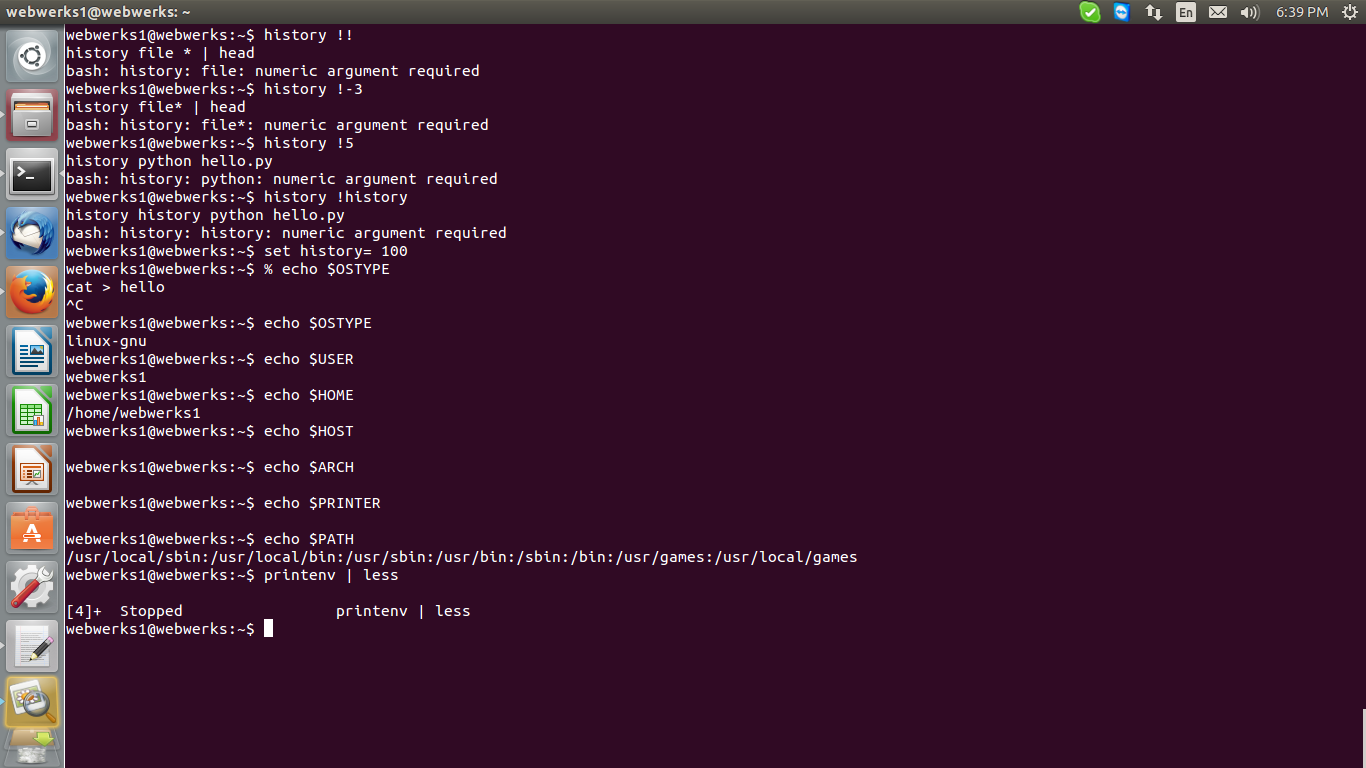 webwerks1@webwerks: ~
En
6:39 PM
webwerks1@webwerks:~$ history !!
history file * | head
bash: history: file: numeric argument required
webwerks1@webwerks:~$ history !-3
history file* | head
bash: history: file*: numeric argument required
webwerks1@webwerks:~$ history !5
history python hello.py
bash: history: python: numeric argument required
webwerks1@webwerks:~$ history !history
history history python hello.py
bash: history: history: numeric argument required
webwerks1@webwerks:~$ set history= 100
webwerks1@webwerks:~$ % echo $OSTYPE
cat > hello
^C
webwerks1@webwerks:~$ echo $OSTYPE
linux-gnu
webwerks1@webwerks:~$ echo $USER
webwerks1
webwerks1@webwerks:~$ echo $HOME
/home/webwerks1
webwerks1@webwerks:~$ echo $HOST
webwerks1@webwerks:~$ echo $ARCH
webwerks1@webwerks:~$ echo $PRINTER
webwerks1@webwerks:~$ echo $PATH
/usr/local/sbin:/usr/local/bin:/usr/sbin:/usr/bin:/sbin:/bin:/usr/games:/usr/local/games
webwerks1@webwerks:~$ printenv | less
[4]+  Stopped                 printenv | less
webwerks1@webwerks:~$